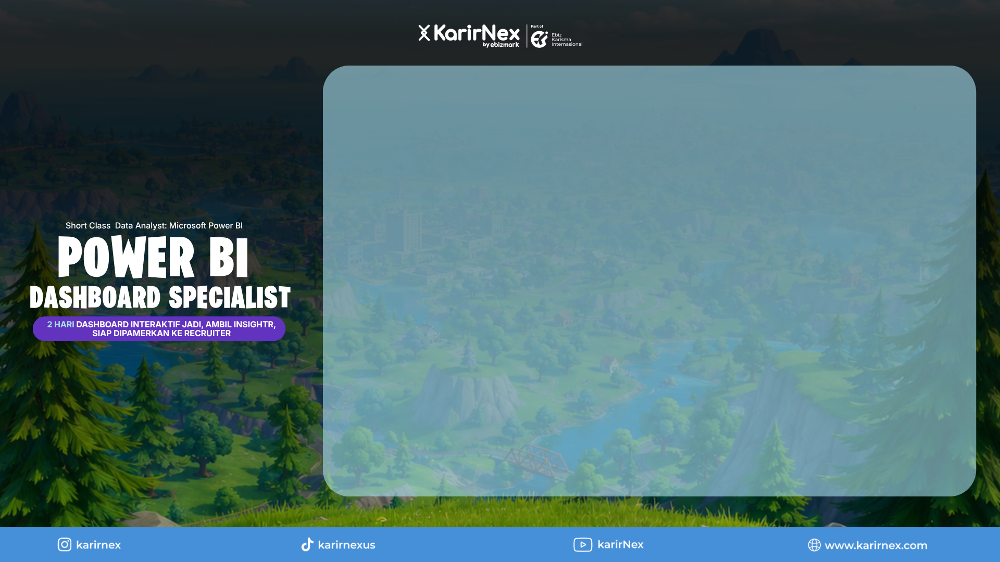 KarirNex
by ebizmark
Part of
Ebiz
Karisma
Internasional
Short Class  Data Analyst: Microsoft Power BI
POWER BI
DASHBOARD SPECIALIST
2 HARI DASHBOARD INTERAKTIF JADI, AMBIL INSIGHTR,
SIAP DIPAMERKAN KE RECRUITER
karirnex
karirnexus
karirNex
www.karirnex.com